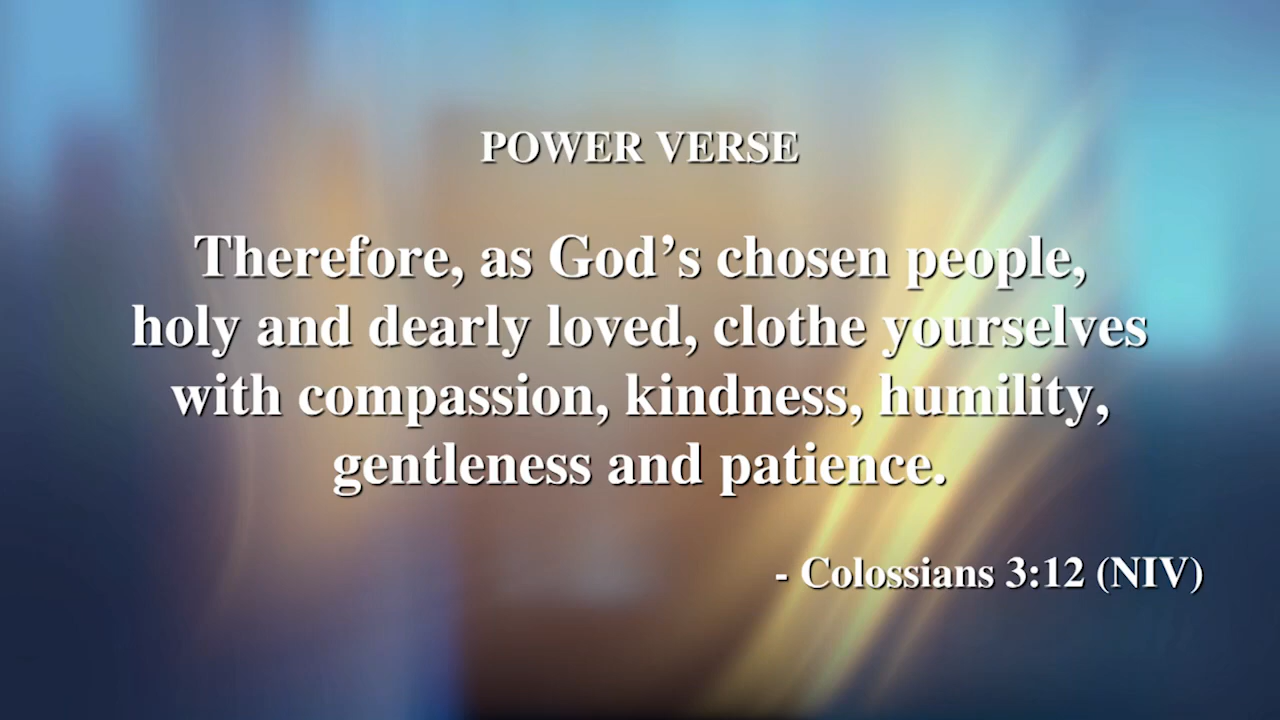 POWER VERSE
Therefore, as God’s chosen people,
holy and dearly loved, clothe yourselves
with compassion, kindness, humility,
gentleness and patience.
- Colossians 3:12 (NIV)